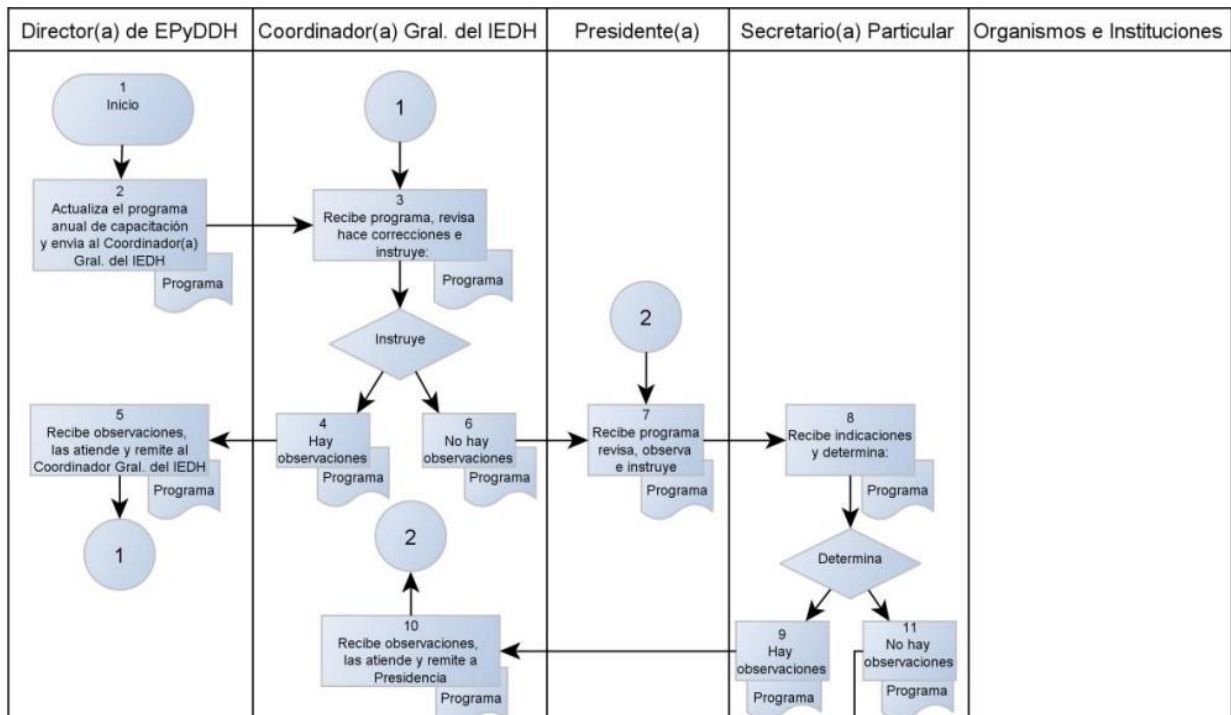 Director(a) de EPyDDH
Coordinador(a) Gral. del IEDH
Presidente(a)
Secretario(a) Particular
Organismos e Instituciones
1
Inicio
1
2
Actualiza el programa
anual de capacitación
y envia al Coordinador(a)
Gral. del IEDH
Programa
3
Recibe programa, revisa
hace correcciones e
instruye:
Programa
Instruye
2
5
Recibe observaciones,
las atiende y remite al
Coordinador Gral. del IEDH
Programa
4
Hay
observaciones
Programa
6
No hay
observaciones
Programa
7
Recibe programa
revisa, observa
e instruye
Programa
8
Recibe indicaciones
y determina:
Programa
1
2
Determina
10
Recibe observaciones,
las atiende y remite a
Presidencia
Programa
9
Hay
observaciones
Programa
11
No hay
observaciones
Programa